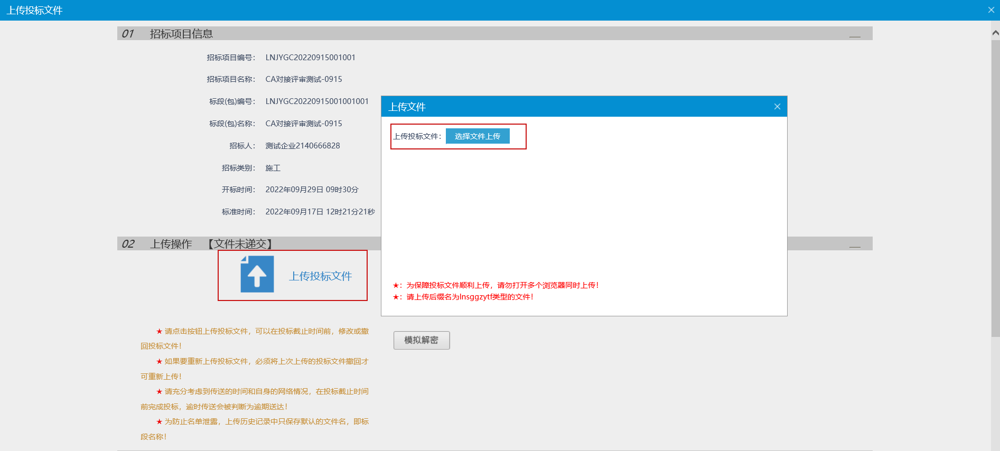 上传投标文件
01 招标项目信息
招标项目编号： LNJYGC20220915001001
招标项目名称： CA对接评审测试-0915
标段(包)编号： LNJYGC20220915001001001
标段(包)名称： CA对接评审测试-0915
招标人： 测试企业2140666828
招标类别： 施工
开标时间： 2022年09月29日 09时30分
标准时间： 2022年09月17日 12时21分21秒
02 上传操作 【文件未递交】
上传投标文件
★ 请点击按钮上传投标文件，可以在投标截止时间前，修改或撤
回投标文件！
★ 如果要重新上传投标文件，必须将上次上传的投标文件撤回才
可重新上传！
★ 请充分考虑到传送的时间和自身的网络情况，在投标截止时间
前完成投标，逾时传送会被判断为逾期送达！
★ 为防止名单泄露，上传历史记录中只保存默认的文件名，即标
段名称！
上传文件
上传投标文件： 选择文件上传
★：为保障投标文件顺利上传，请勿打开多个浏览器同时上传！
★：请上传后缀名为lnsggzytf类型的文件！
模拟解密